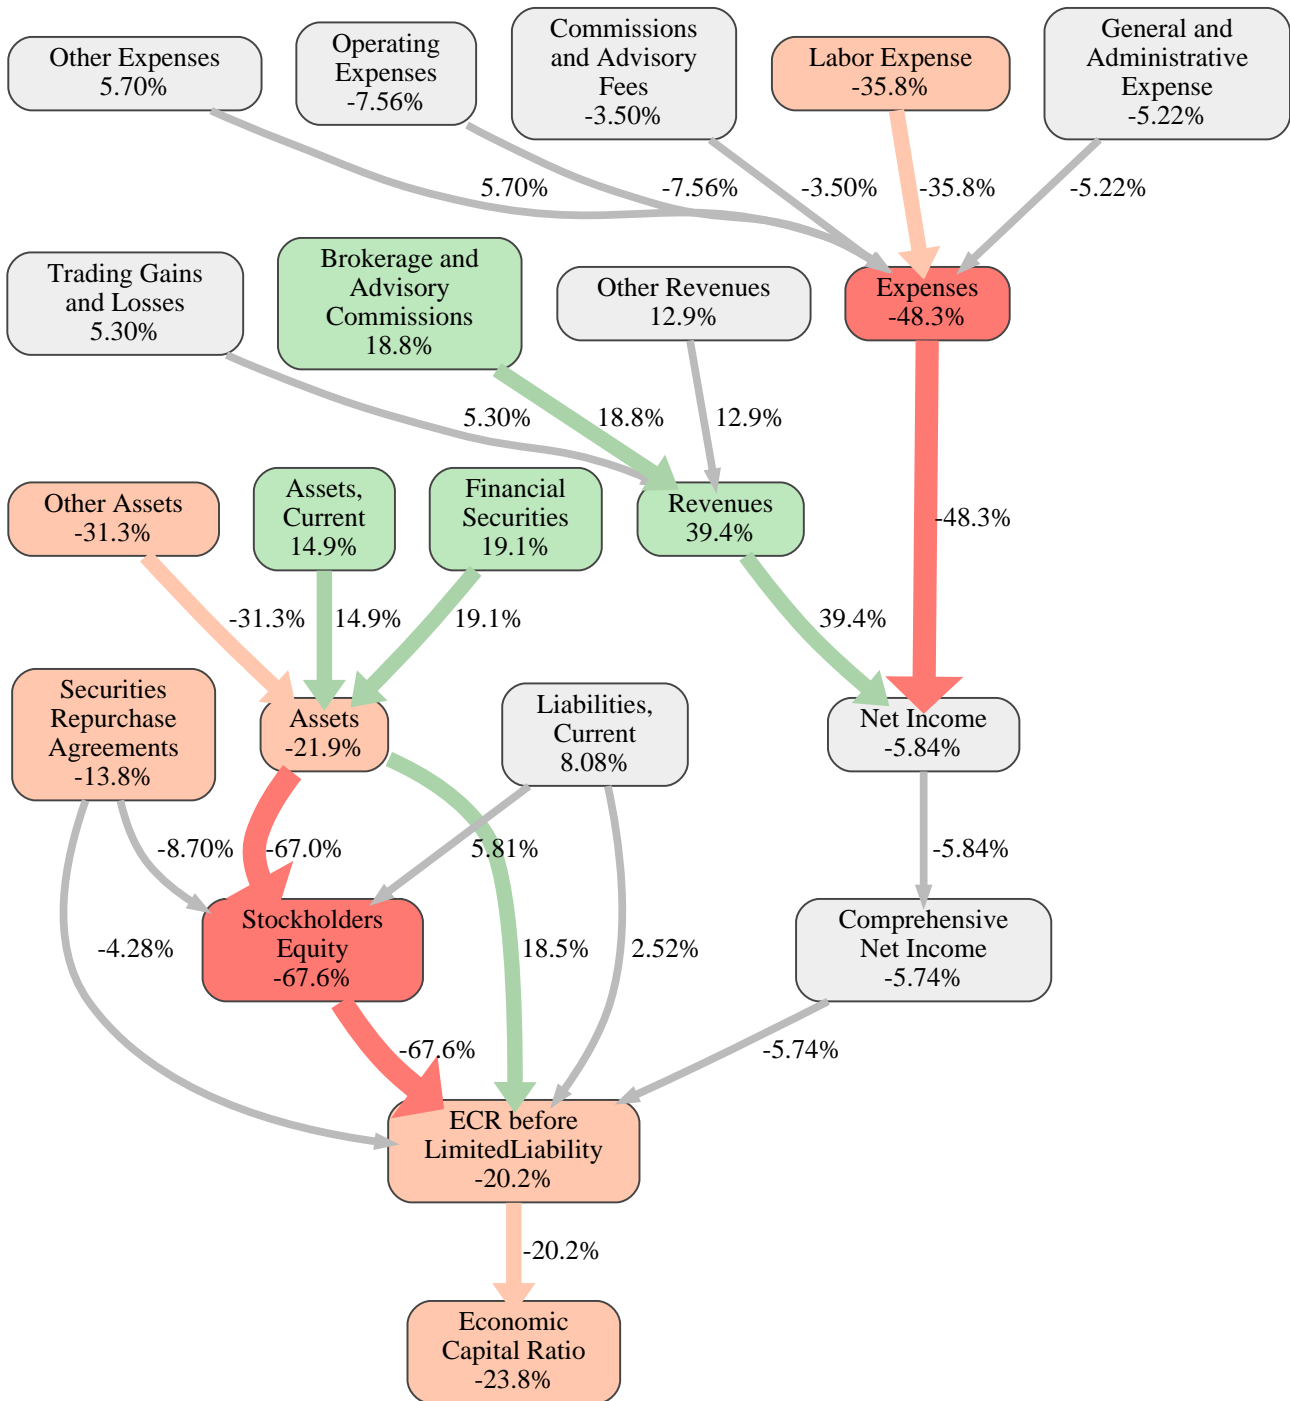 Other Expenses
5.70%
Operating
Expenses
-7.56%
Commissions
and Advisory
Fees
-3.50%
Labor Expense
-35.8%
General and
Administrative
Expense
-5.22%
5.70%
-7.56%
-3.50%
-35.8%
-5.22%
Trading Gains
and Losses
5.30%
Brokerage and
Advisory
Commissions
18.8%
Other Revenues
12.9%
Expenses
-48.3%
5.30%
18.8%
12.9%
-48.3%
Other Assets
-31.3%
Assets,
Current
14.9%
Financial
Securities
19.1%
Revenues
39.4%
-31.3%
14.9%
19.1%
39.4%
Securities
Repurchase
Agreements
-13.8%
Assets
-21.9%
Liabilities,
Current
8.08%
Net Income
-5.84%
-8.70%
-67.0%
5.81%
-5.84%
Stockholders
Equity
-67.6%
Comprehensive
Net Income
-5.74%
-4.28%
18.5%
2.52%
-67.6%
-5.74%
ECR before
LimitedLiability
-20.2%
-20.2%
Economic
Capital Ratio
-23.8%